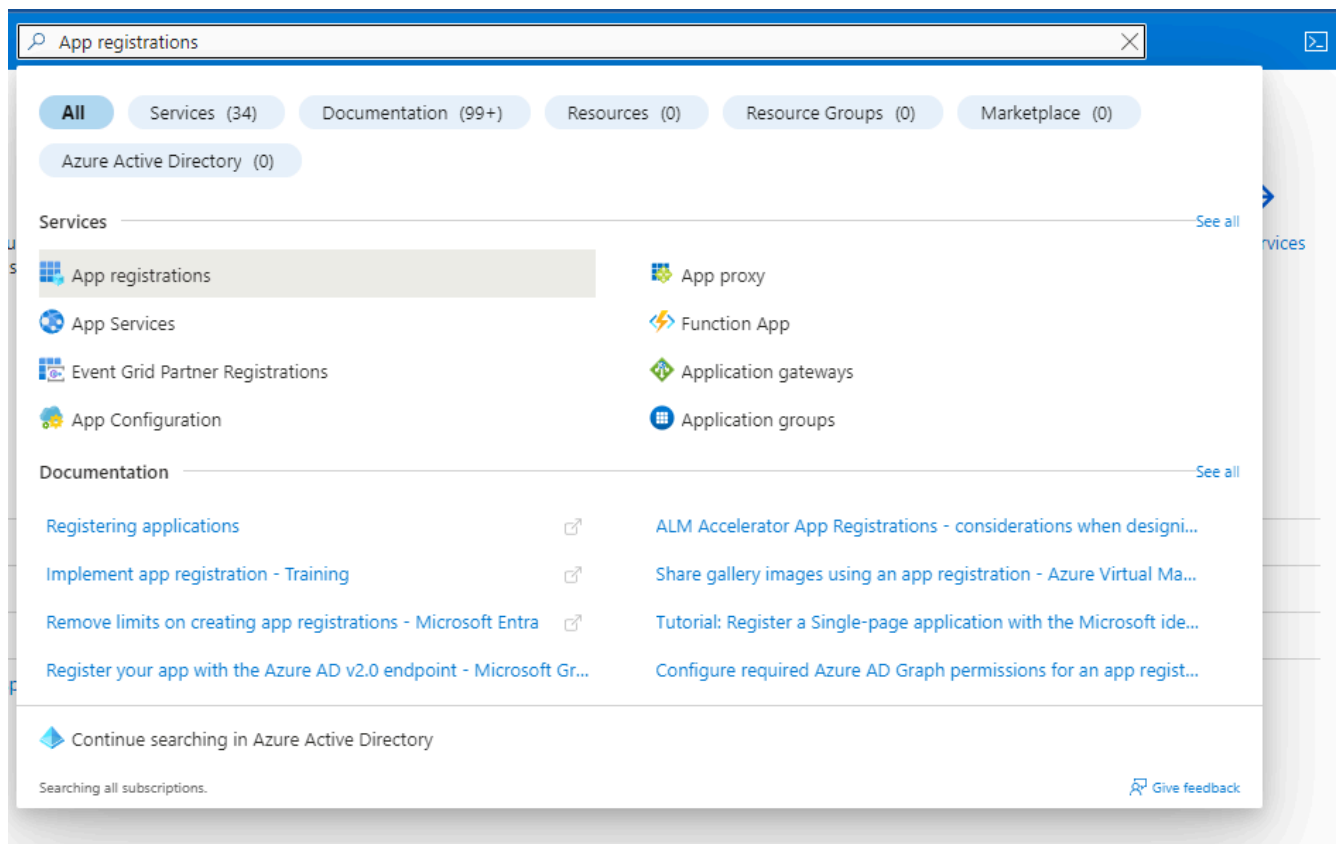 App registrations
All Services (34) Documentation (99+) Resources (0) Resource Groups (0) Marketplace (0)
Azure Active Directory (0)
Services See all
App registrations App proxy
App Services Function App
Event Grid Partner Registrations Application gateways
App Configuration Application groups
Documentation See all
Registering applications ALM Accelerator App Registrations - considerations when designi...
Implement app registration - Training Share gallery images using an app registration - Azure Virtual Ma...
Remove limits on creating app registrations - Microsoft Entra Tutorial: Register a Single-page application with the Microsoft ide...
Register your app with the Azure AD v2.0 endpoint - Microsoft Gr... Configure required Azure AD Graph permissions for an app regist...
Continue searching in Azure Active Directory
Searching all subscriptions. Give feedback